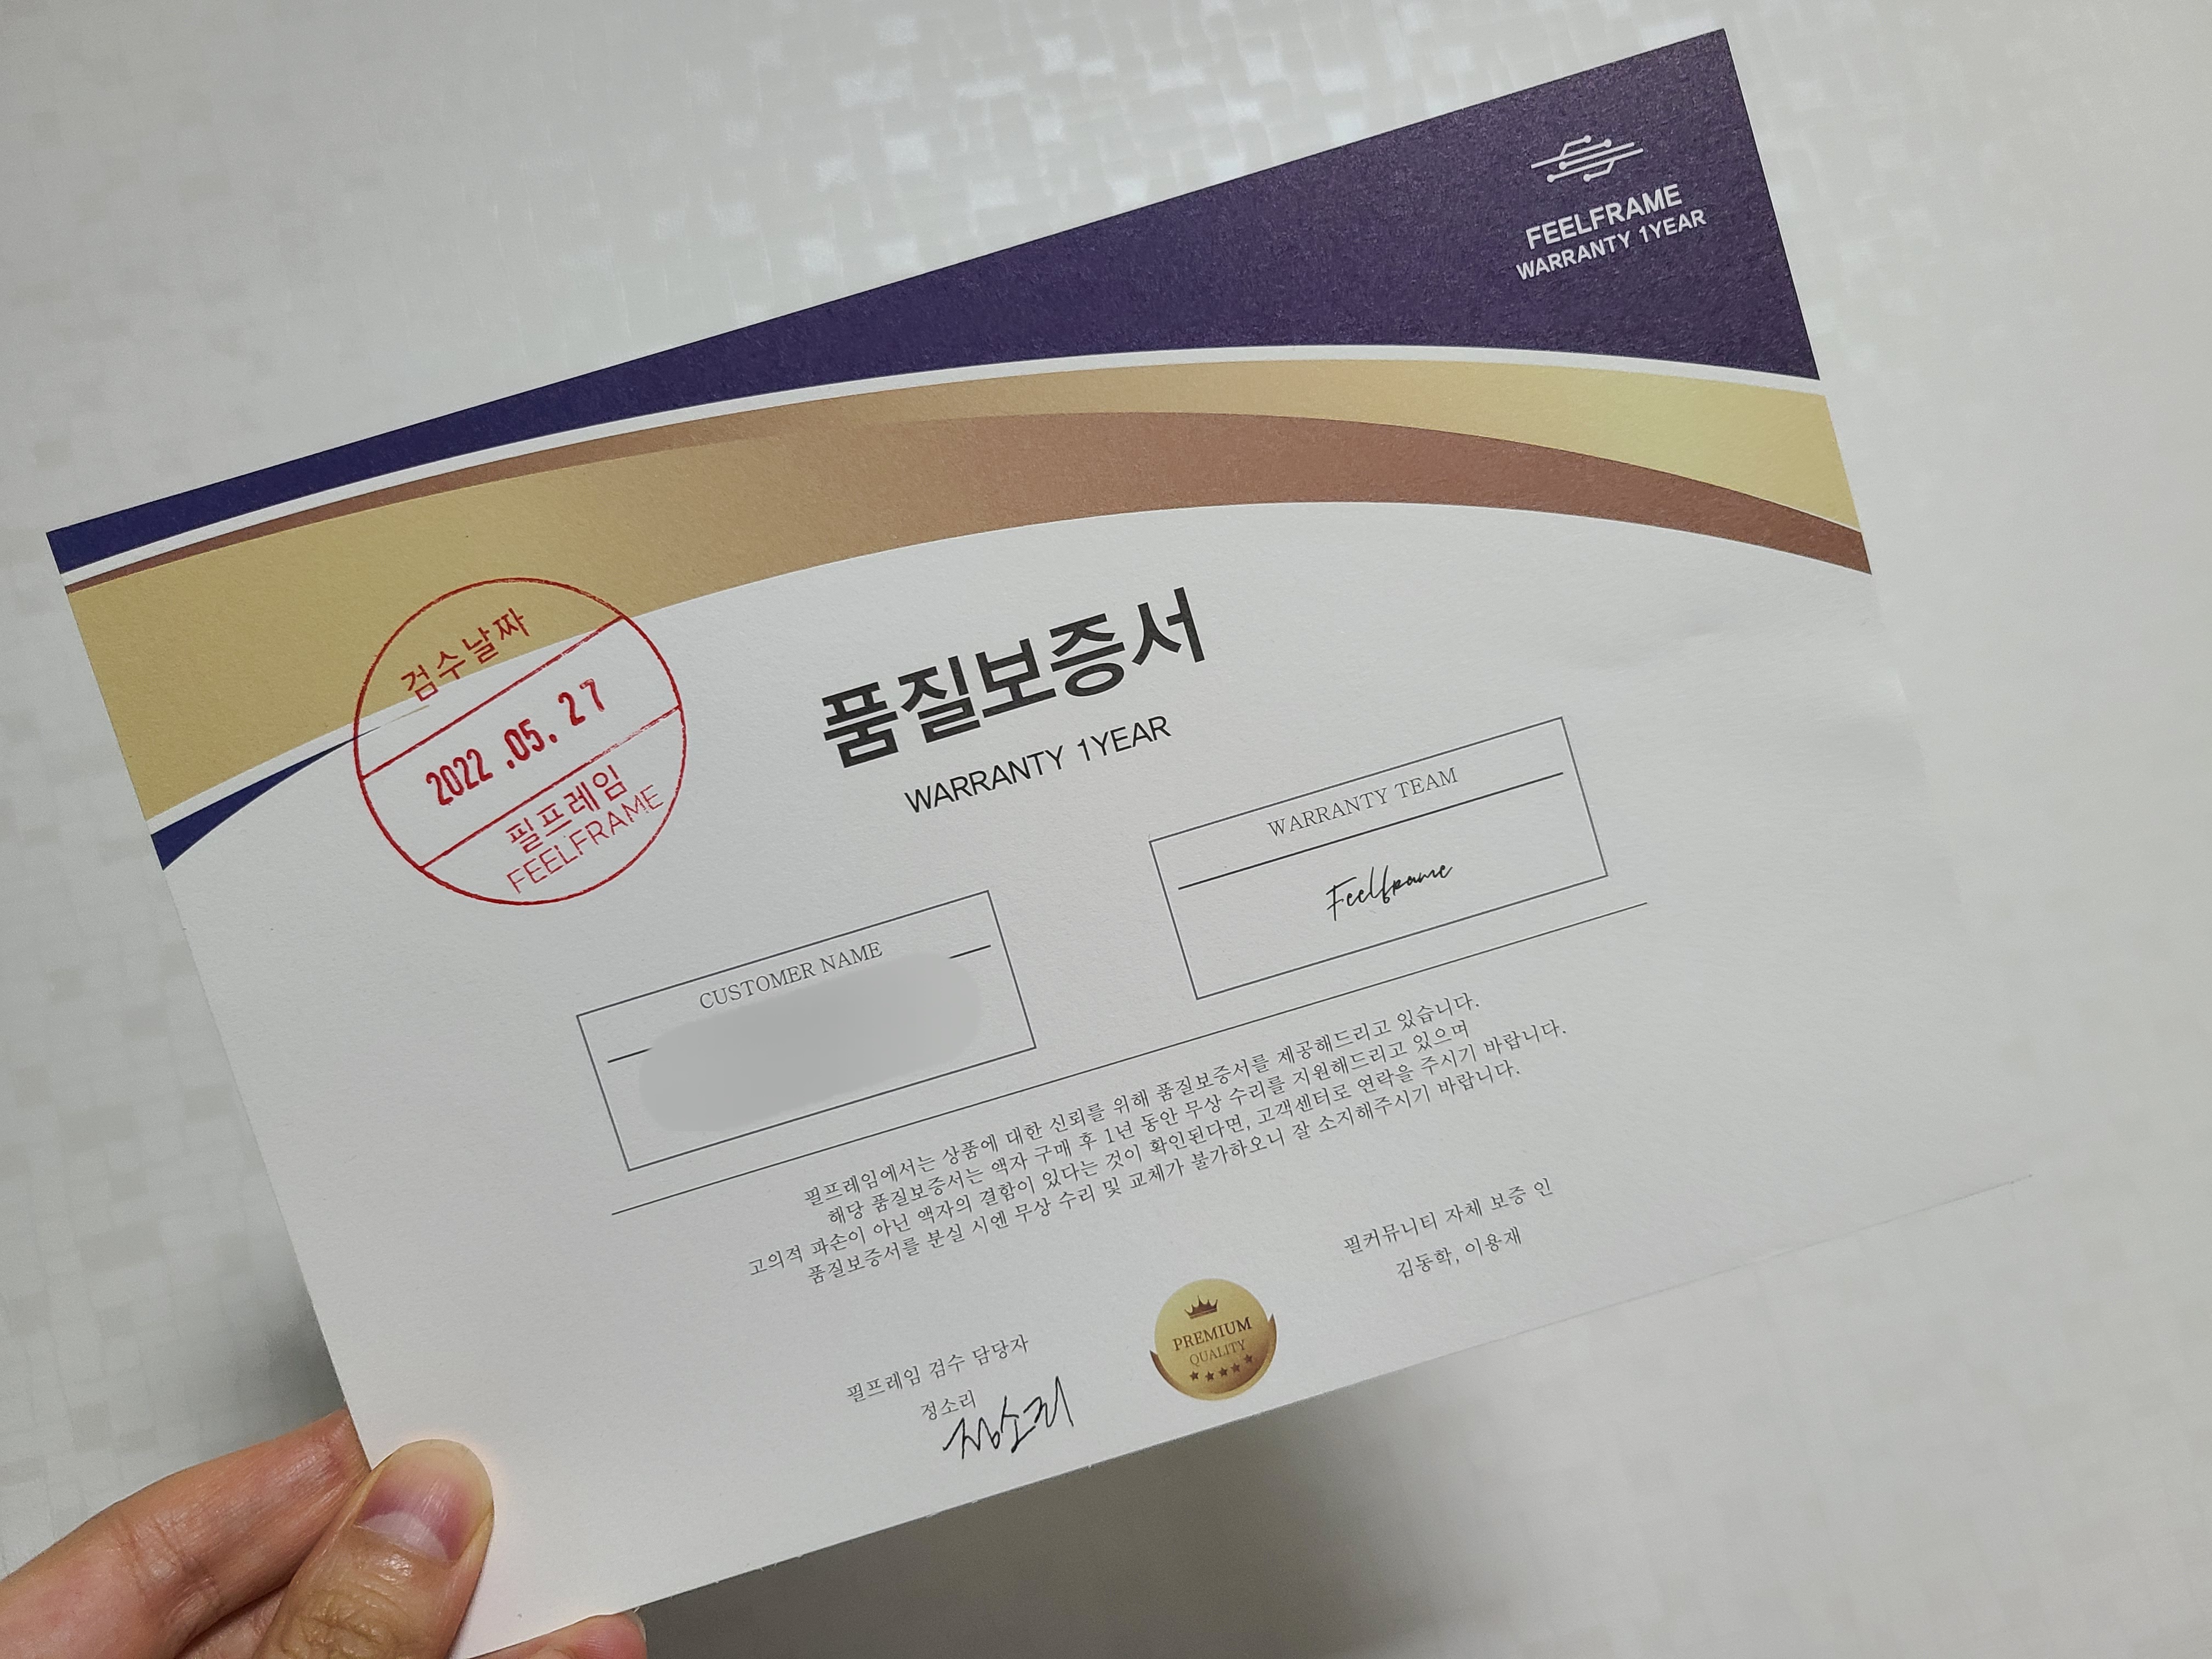 FEELFRAME
WARRANTY 1YEAR
검수날짜
2022.05.27
필프레임
FEELFRAME
품질보증서
WARRANTY 1YEAR
CUSTOMER NAME
WARRANTY TEAM
Feelframe
필프레임에서는 상품에 대한 신뢰를 위해 품질보증서를 제공해드리고 있습니다.
해당 품질보증서는 액자 구매 후 1년 동안 무상 수리를 지원해드리고 있으며
고의적 파손이 아닌 액자의 결함이 있다는 것이 확인된다면, 고객센터로 연락을 주시기 바랍니다.
품질보증서를 분실 시엔 무상 수리 및 교체가 불가하오니 잘 소지해주시기 바랍니다.
필프레임 검수 담당자
정소리
정소리
PREMIUM
QUALITY
필커뮤니티 자체 보증 인
김동학, 이용재